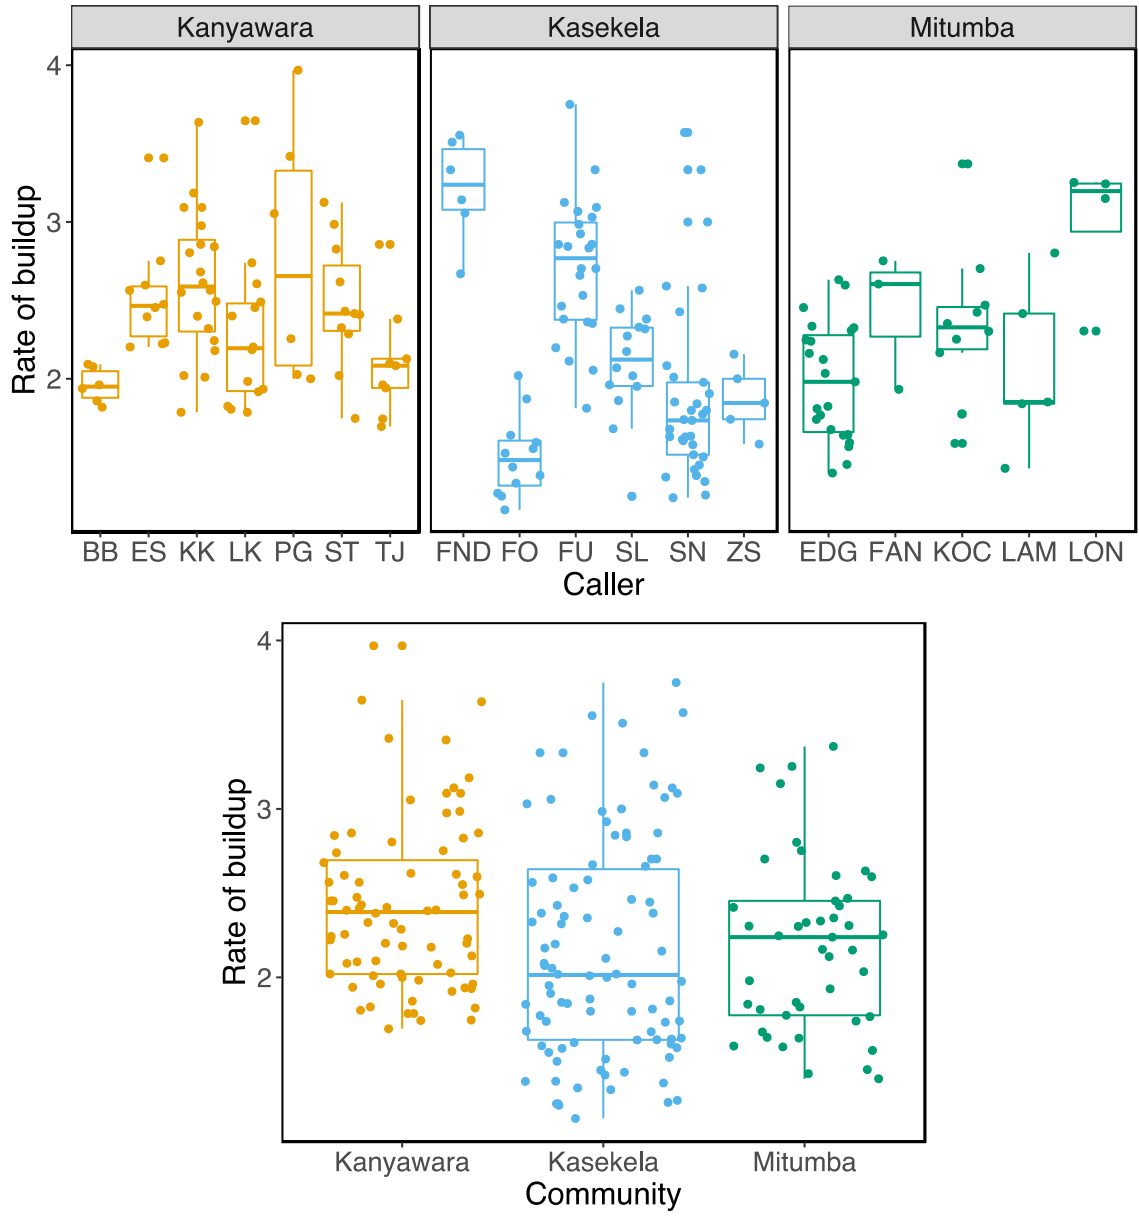 Kanyawara Kasekela Mitumba
4
3
2
Rate of buildup
BB ES KK LK PG ST TJ FND FO FU SL SN ZS EDG FAN KOC LAM LON
Caller
4
3
2
Rate of buildup
Kanyawara Kasekela Mitumba
Community